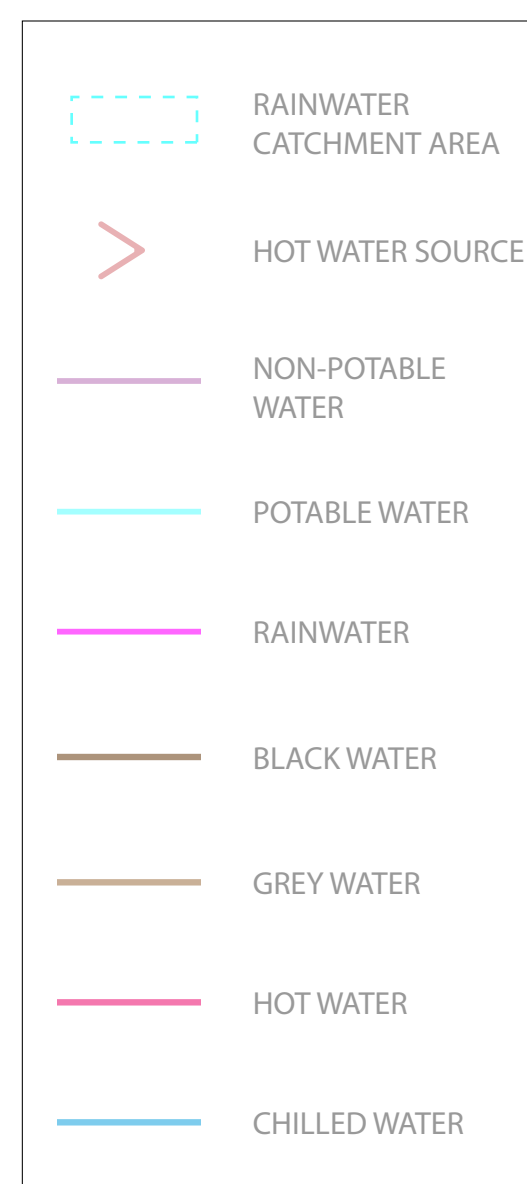 RAINWATER
CATCHMENT AREA
HOT WATER SOURCE
NON-POTABLE
WATER
POTABLE WATER
RAINWATER
BLACK WATER
GREY WATER
HOT WATER
CHILLED WATER